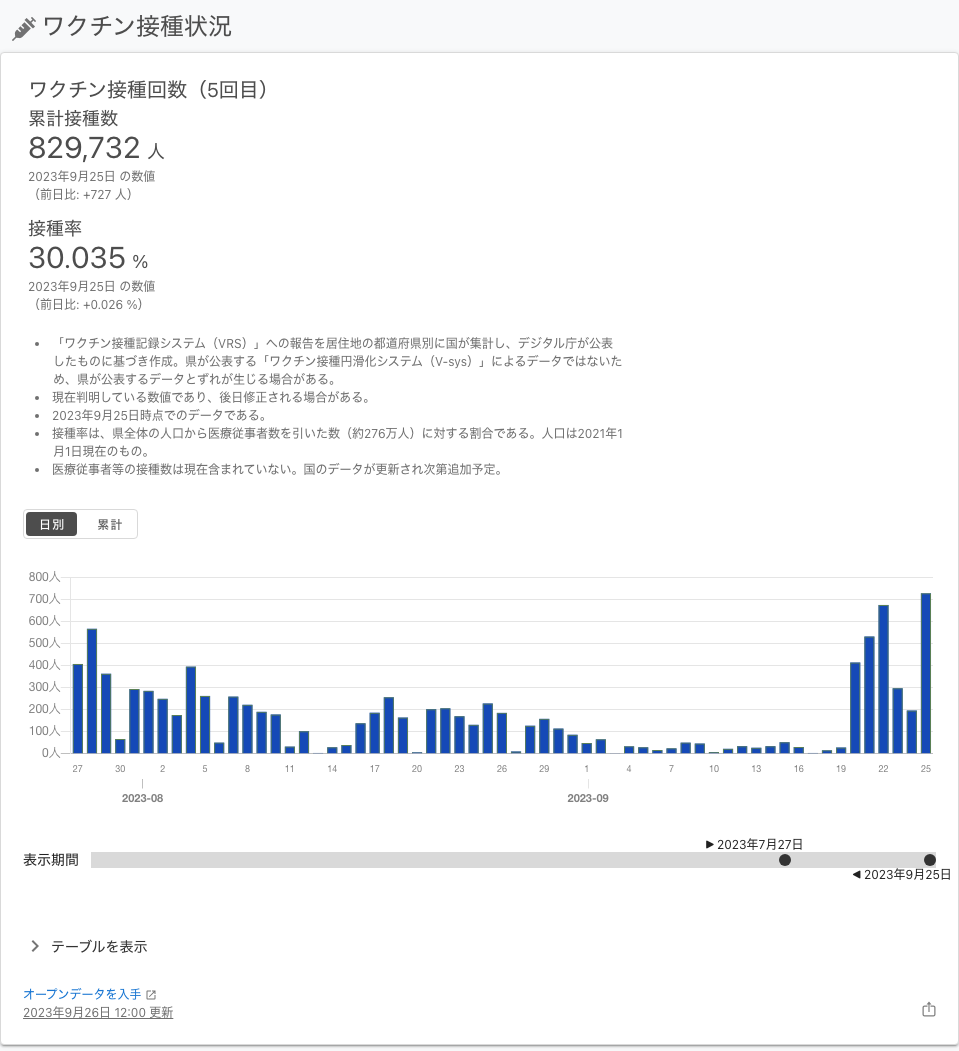 ワクチン接種状況
ワクチン接種回数（5回目）
累計接種数
829,732 人
2023年9月25日 の数値
（前日比: +727 人）
接種率
30.035 %
2023年9月25日 の数値
（前日比: +0.026 %）
• 「ワクチン接種記録システム（VRS）」への報告を居住地の都道府県別に国が集計し、デジタル庁が公表
したものに基づき作成。県が公表する「ワクチン接種円滑化システム（V-sys）」によるデータではないた
め、県が公表するデータとずれが生じる場合がある。
• 現在判明している数値であり、後日修正される場合がある。
• 2023年9月25日時点でのデータである。
• 接種率は、県全体の人口から医療従事者数を引いた数（約276万人）に対する割合である。人口は2021年1
月1日現在のもの。
• 医療従事者等の接種数は現在含まれていない。国のデータが更新され次第追加予定。
日別 累計
800人
700人
600人
500人
400人
300人
200人
100人
0人
27 30 2 5 8 11 14 17 20 23 26 29 1 4 7 10 13 16 19 22 25
2023-08 2023-09
▶ 2023年7月27日
表示期間
◀ 2023年9月25日
テーブルを表示
オープンデータを入手
2023年9月26日 12:00 更新